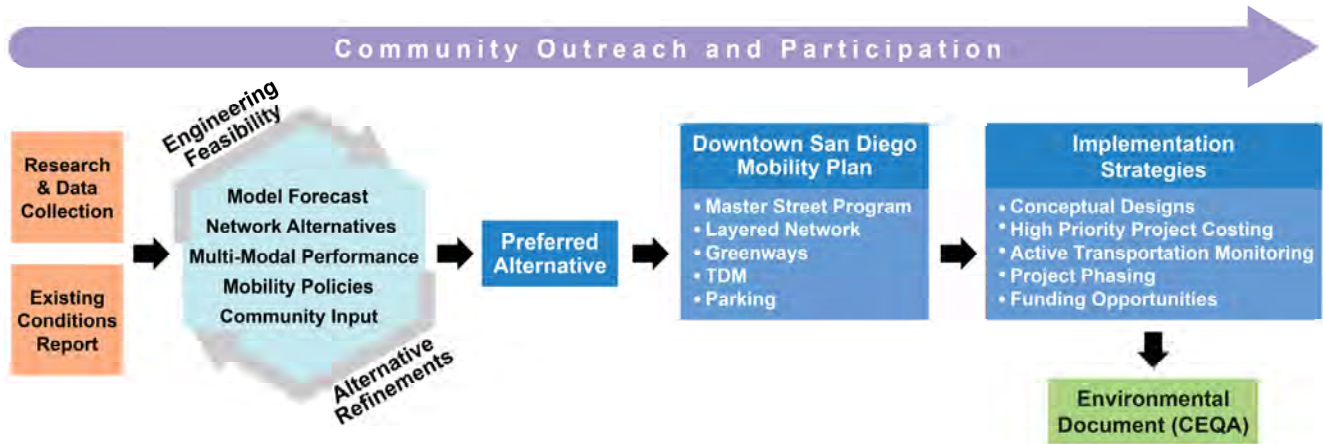 Community Outreach and Participation
Research
& Data
Collection
Existing
Conditions
Report
Engineering
Feasibility
Model Forecast
Network Alternatives
Multi-Modal Performance
Mobility Policies
Community Input
Alternative
Refinements
Preferred
Alternative
Downtown San Diego
Mobility Plan
• Master Street Program
• Layered Network
• Greenways
• TDM
• Parking
Implementation
Strategies
• Conceptual Designs
• High Priority Project Costing
• Active Transportation Monitoring
• Project Phasing
• Funding Opportunities
Environmental
Document (CEQA)